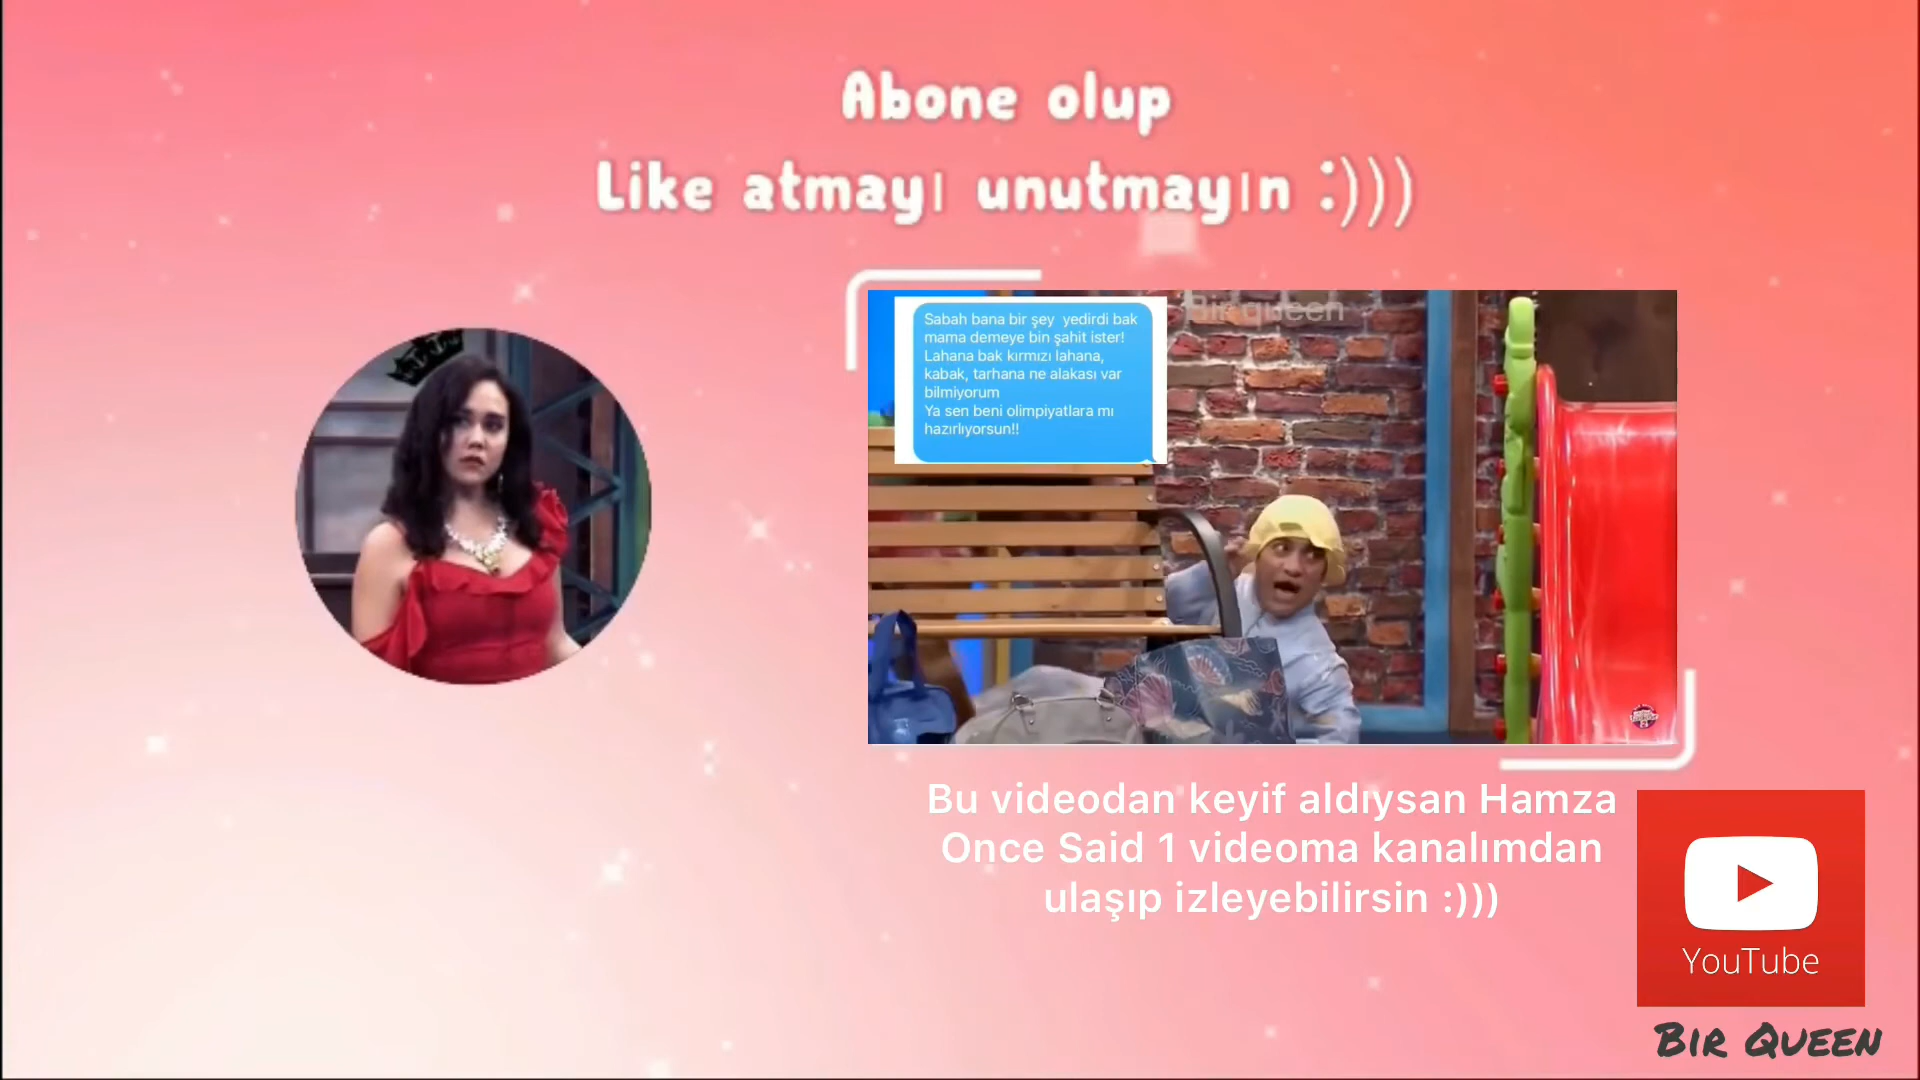 Abone olup
Like atmayı unutmayın :)))
Bir queen
Sabah bana bir şey yedirdi bak
mama demeye bin şahit ister!
Lahana bak kırmızı lahana,
kabak, tarhana ne alakası var
bilmiyorum
Ya sen beni olimpiyatlara mı
hazırlıyorsun!!
Bu videodan keyif aldıysan Hamza
Once Said 1 videoma kanalımdan
ulaşıp izleyebilirsin :)))
YouTube
BIR QUEEN